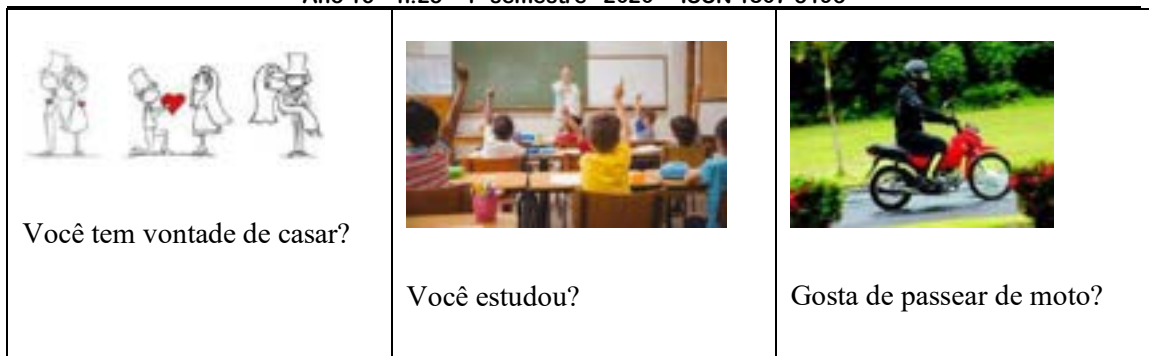 Você tem vontade de casar?
Você estudou?
Gosta de passear de moto?